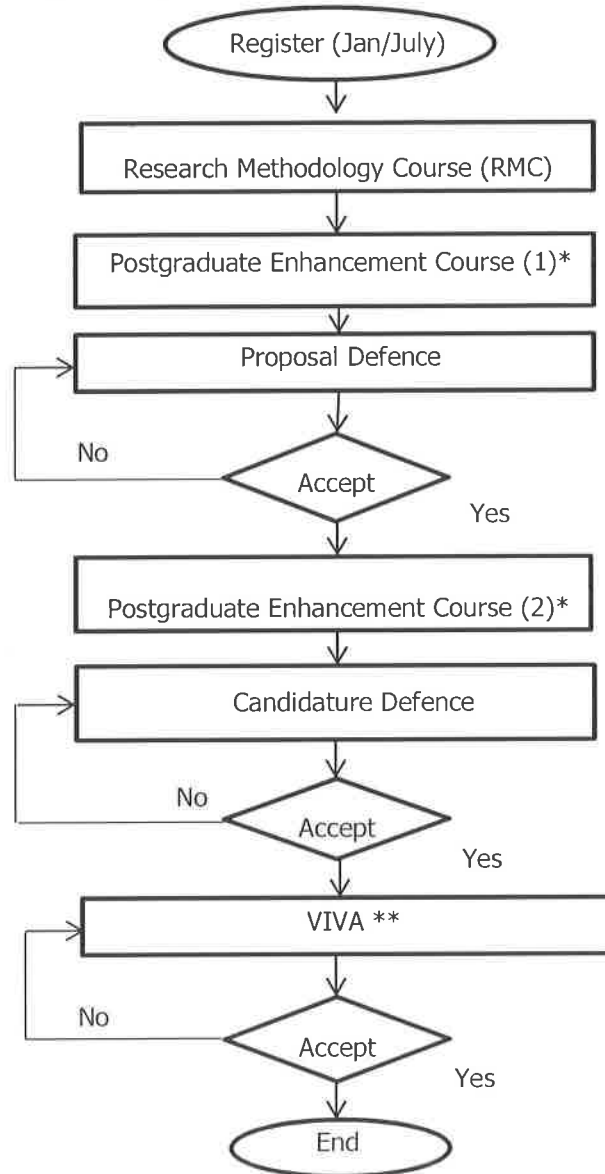 Register (Jan/July)
Research Methodology Course (RMC)
Postgraduate Enhancement Course (1)*
Proposal Defence
No
Accept
Yes
Postgraduate Enhancement Course (2)*
Candidature Defence
No
Accept
Yes
VIVA **
No
Accept
Yes
End